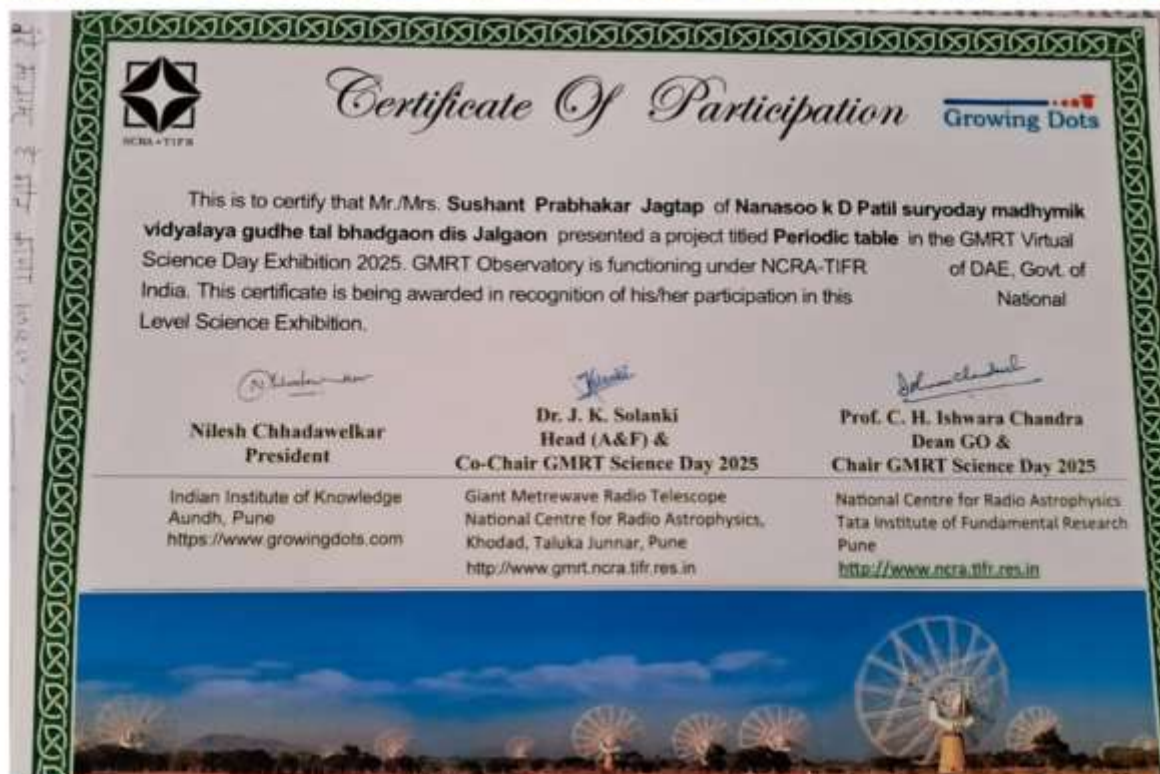 Certificate Of Participation
NCRA • TIFR
Growing Dots
This is to certify that Mr./Mrs. Sushant Prabhakar Jagtap of Nanasoo k D Patil suryoday madhymik
vidyalaya gudhe tal bhadgaon dis Jalgaon presented a project titled Periodic table in the GMRT Virtual
Science Day Exhibition 2025. GMRT Observatory is functioning under NCRA-TIFR of DAE, Govt. of
India. This certificate is being awarded in recognition of his/her participation in this National
Level Science Exhibition.
Nilesh Chhadawelkar
President
Dr. J. K. Solanki
Head (A&F) &
Co-Chair GMRT Science Day 2025
Prof. C. H. Ishwara Chandra
Dean GO &
Chair GMRT Science Day 2025
Indian Institute of Knowledge
Aundh, Pune
https://www.growingdots.com
Giant Metrewave Radio Telescope
National Centre for Radio Astrophysics,
Khodad, Taluka Junnar, Pune
http://www.gmrt.ncra.tifr.res.in
National Centre for Radio Astrophysics
Tata Institute of Fundamental Research
Pune
http://www.ncra.tifr.res.in